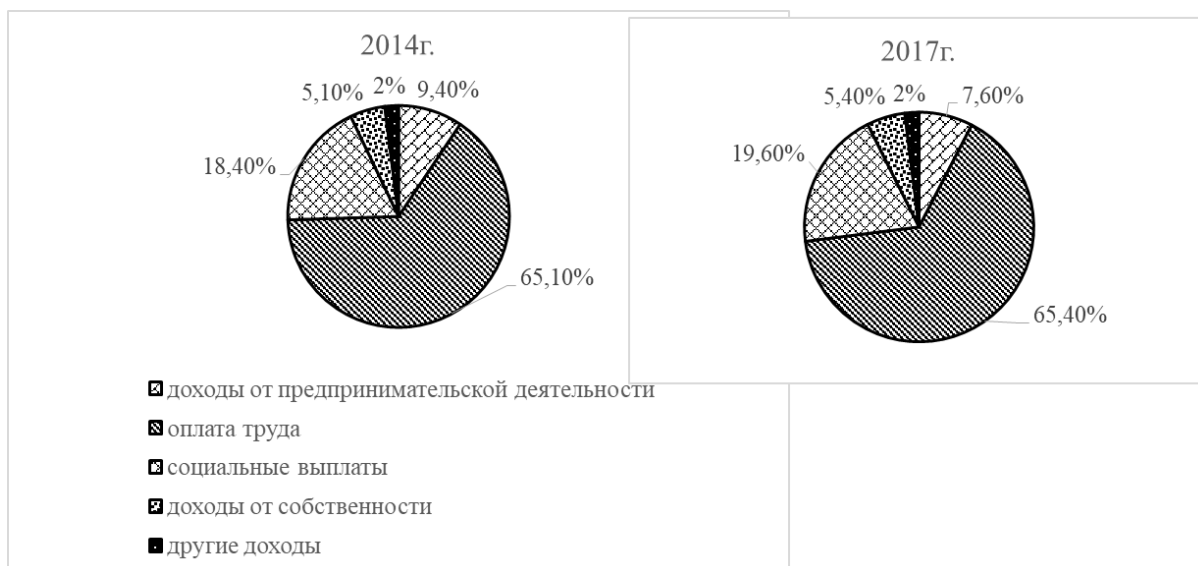 2014г.
5,10% 2% 9,40%
18,40%
65,10%
2017г.
5,40% 2% 7,60%
19,60%
65,40%
доходы от предпринимательской деятельности
оплата труда
социальные выплаты
доходы от собственности
другие доходы